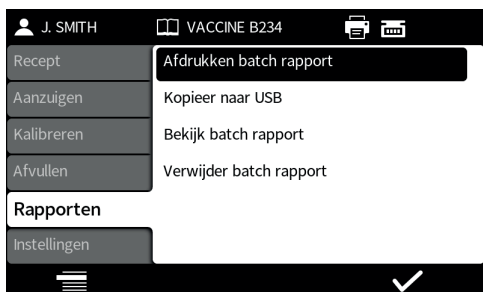 J. SMITH
VACCINE B234
Recept
Aanzuigen
Kalibreren
Afvullen
Rapporten
Instellingen
Afdrukken batch rapport
Kopieer naar USB
Bekijk batch rapport
Verwijder batch rapport